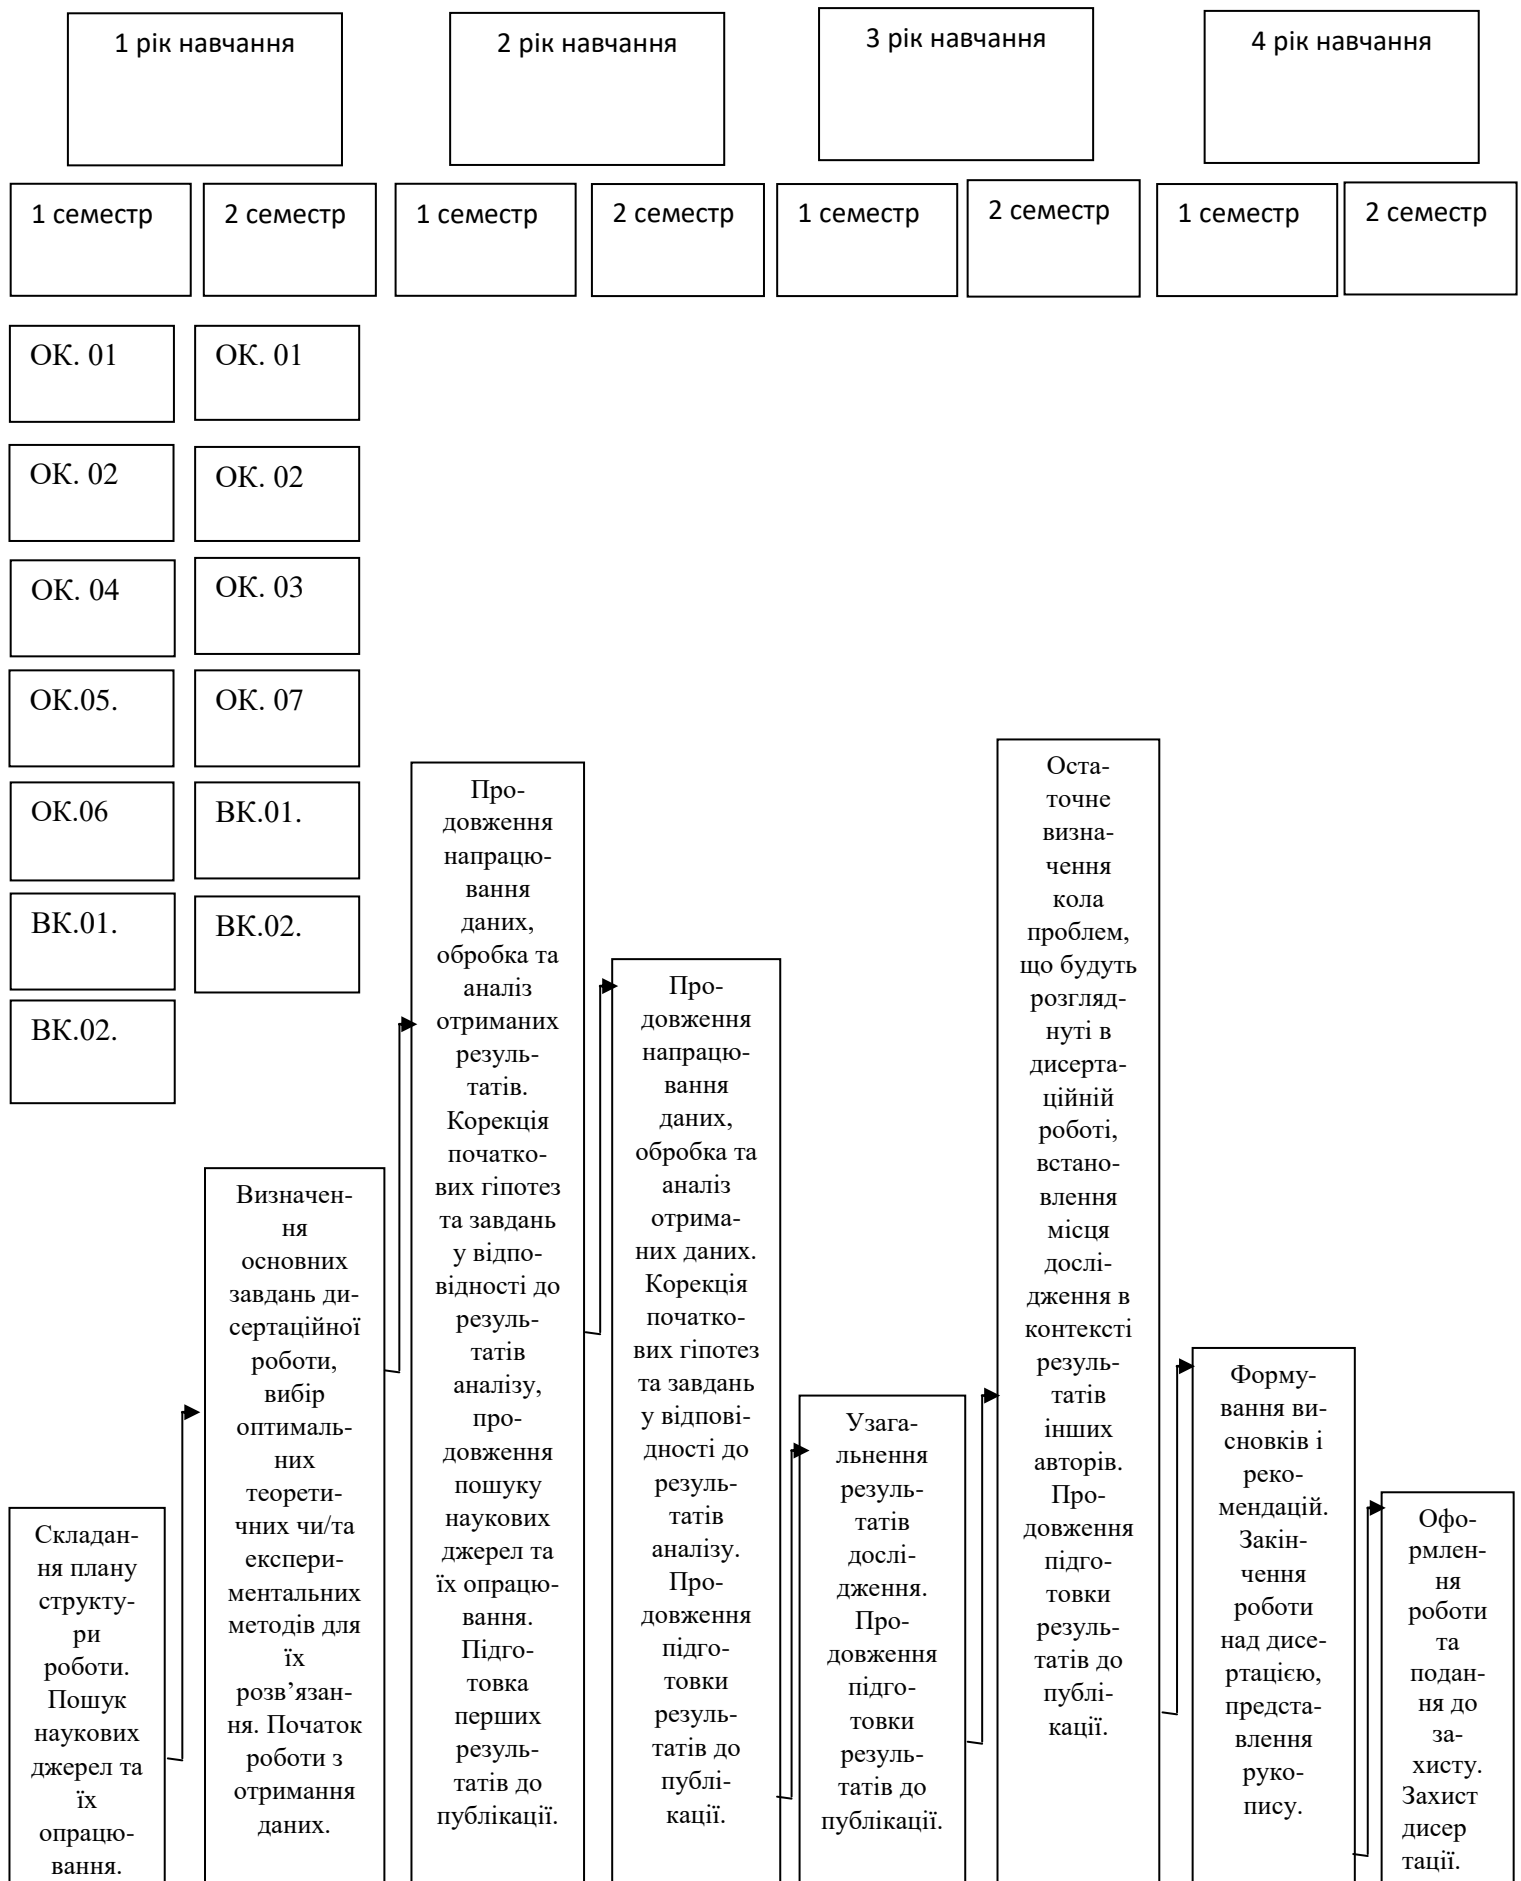 1 рік навчання
2 рік навчання
3 рік навчання
4 рік навчання
1 семестр
2 семестр
1 семестр
2 семестр
1 семестр
2 семестр
1 семестр
2 семестр
ОК. 01
ОК. 02
ОК. 04
ОК.05.
ОК.06
ВК.01.
ВК.02.
ОК. 01
ОК. 02
ОК. 03
ОК. 07
ВК.01.
ВК.02.
Складан-
ня плану
структу-
ри
роботи.
Пошук
наукових
джерел та
їх
опрацю-
вання.
Визначен-
ня
основних
завдань ди-
сертаційної
роботи,
вибір
оптималь-
них
теорети-
чних чи/та
експери-
ментальних
методів для
їх
розв’язан-
ня. Початок
роботи з
отримання
даних.
Про-
довження
напрацю-
вання
даних,
обробка та
аналіз
отриманих
резуль-
татів.
Корекція
початко-
вих гіпотез
та завдань
у відпо-
відності до
резуль-
татів
аналізу,
про-
довження
пошуку
наукових
джерел та
їх опрацю-
вання.
Підго-
товка
перших
резуль-
татів до
публікації.
Про-
довження
напрацю-
вання
даних,
обробка та
аналіз
отрима-
них даних.
Корекція
початко-
вих гіпотез
та завдань
у відпові-
дності до
резуль-
татів
аналізу.
Про-
довження
підго-
товки
резуль-
татів до
публі-
кації.
Узага-
льнення
резуль-
татів
дослі-
дження.
Про-
довження
підго-
товки
резуль-
татів до
публікації.
Оста-
точне
визна-
чення
кола
проблем,
що будуть
розгляд-
нуті в
дисерта-
ційній
роботі,
встано-
влення
місця
дослі-
дження в
контексті
резуль-
татів
інших
авторів.
Про-
довження
підго-
товки
резуль-
татів до
публі-
кації.
Форму-
вання ви-
сновків і
реко-
мендацій.
Закін-
чення
роботи
над дисе-
ртацією,
предста-
влення
руко-
пису.
Офо-
рмлен-
ня
роботи
та
подан-
ня до
за-
хисту.
Захист
дисер
тації.